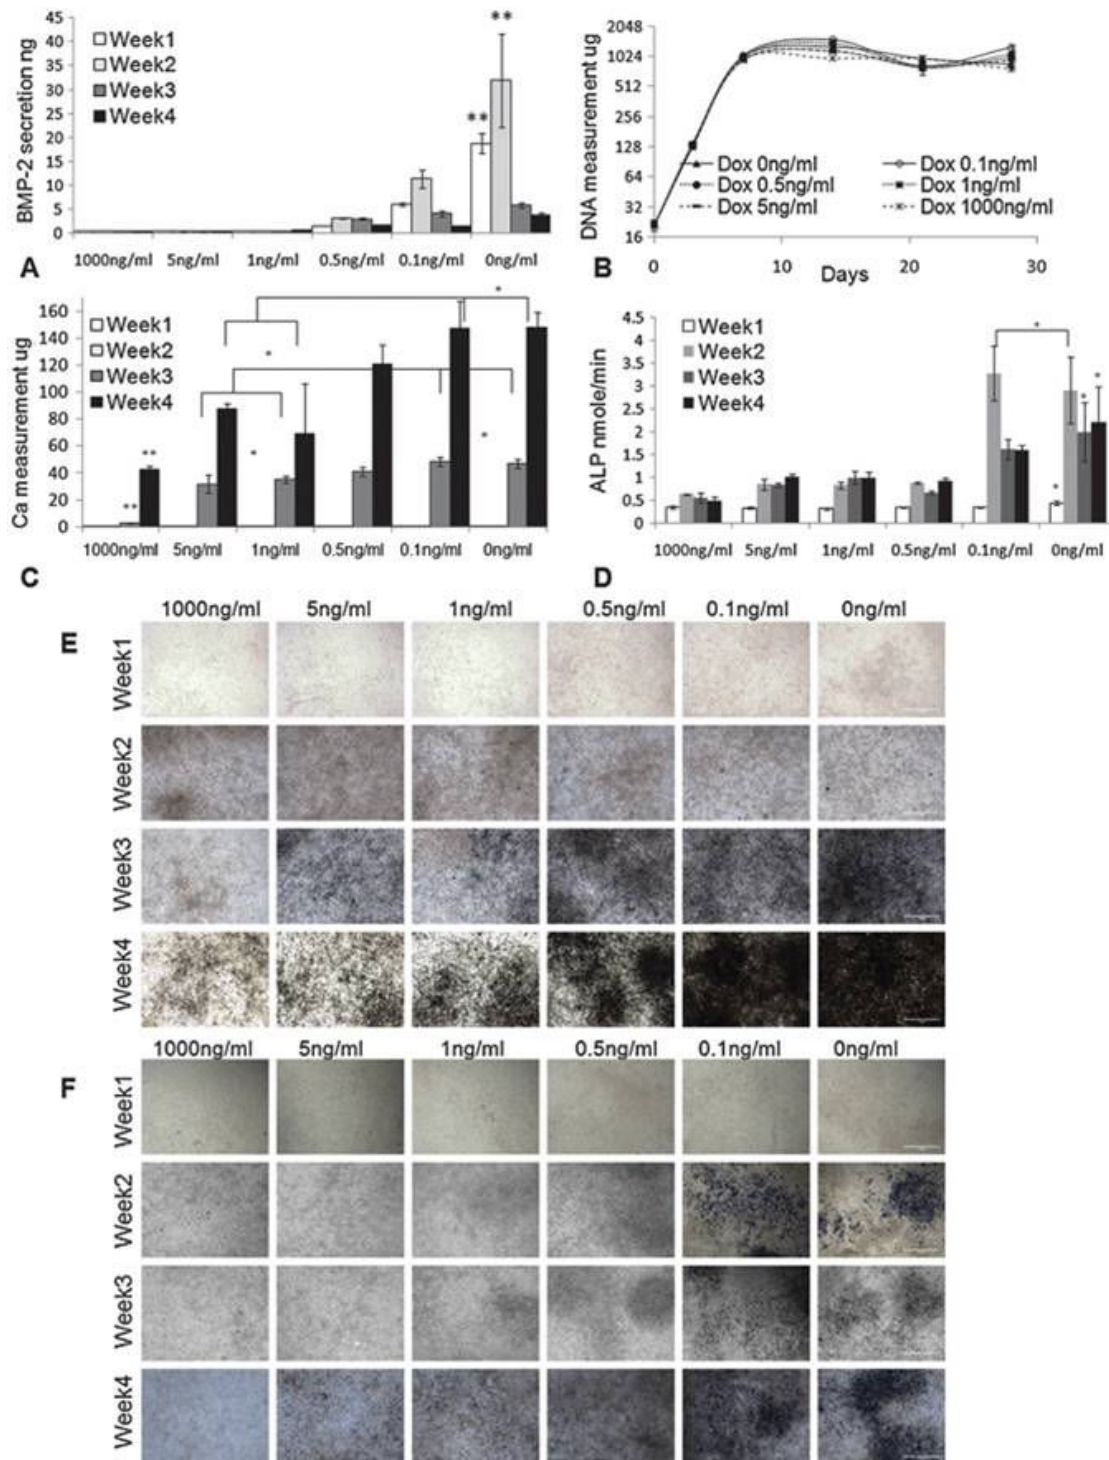 45
40
35
30
25
20
15
10
5
0
BMP-2 secretion ng
Week1
Week2
Week3
Week4
**
**
1000ng/ml 5ng/ml 1ng/ml 0.5ng/ml 0.1ng/ml 0ng/ml
A
2048
1024
512
256
128
64
32
16
DNA measurement ug
Dox 0ng/ml Dox 0.1ng/ml
Dox 0.5ng/ml Dox 1ng/ml
Dox 5ng/ml Dox 1000ng/ml
0 10 20 30
Days
B
160
140
120
100
80
60
40
20
0
Ca measurement ug
Week1
Week2
Week3
Week4
*
*
*
*
**
**
1000ng/ml 5ng/ml 1ng/ml 0.5ng/ml 0.1ng/ml 0ng/ml
C
4.5
4
3.5
3
2.5
2
1.5
1
0.5
0
ALP nmole/min
Week1
Week2
Week3
Week4
*
*
*
*
1000ng/ml 5ng/ml 1ng/ml 0.5ng/ml 0.1ng/ml 0ng/ml
D
1000ng/ml 5ng/ml 1ng/ml 0.5ng/ml 0.1ng/ml 0ng/ml
E
Week1
Week2
Week3
Week4
1000ng/ml 5ng/ml 1ng/ml 0.5ng/ml 0.1ng/ml 0ng/ml
F
Week1
Week2
Week3
Week4